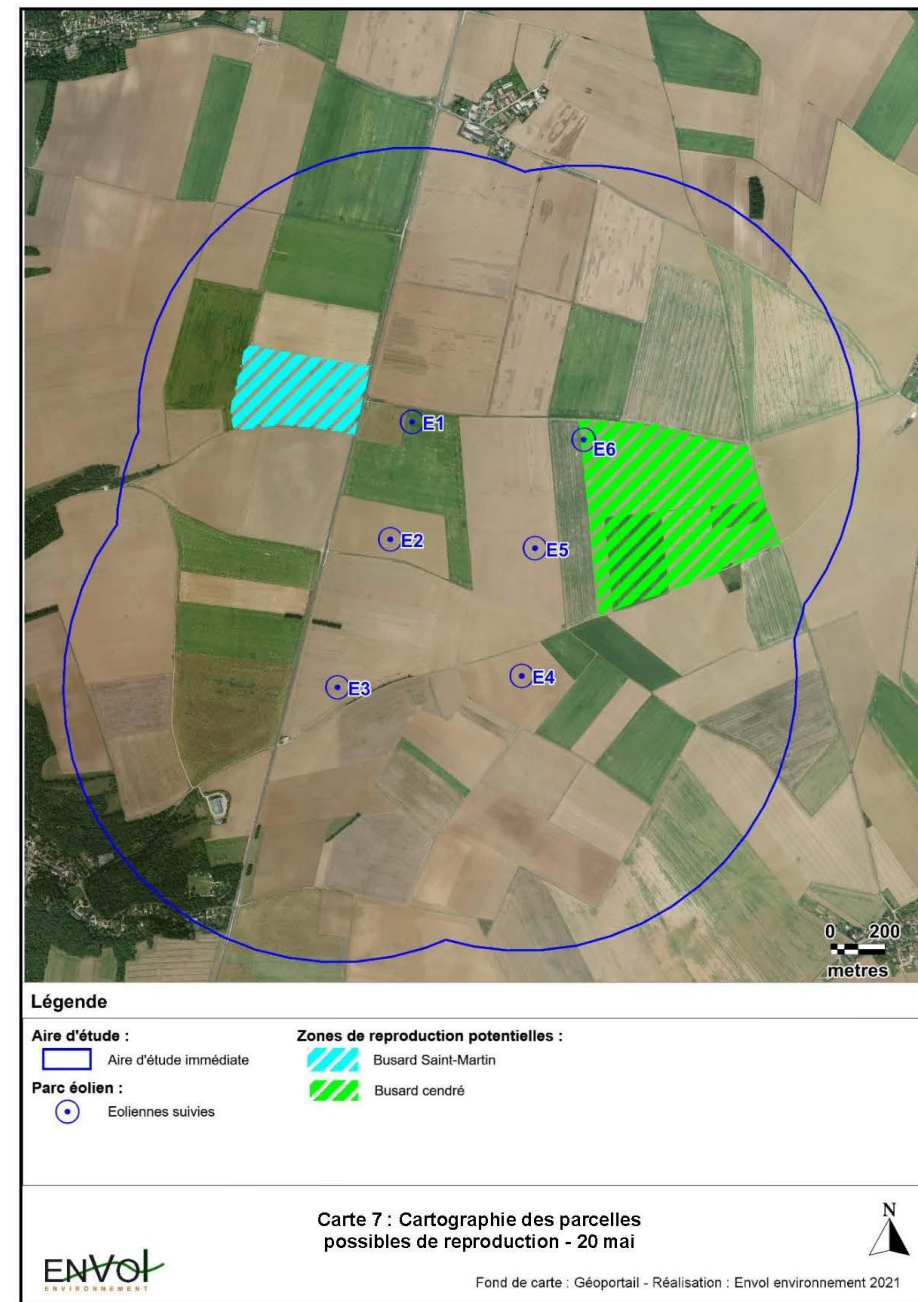 E1
E6
E2
E5
E3
E4
0 200
metres
Légende
Aire d'étude :
Aire d'étude immédiate
Parc éolien :
Eoliennes suivies
Zones de reproduction potentielles :
Busard Saint-Martin
Busard cendré
Carte 7 : Cartographie des parcelles
possibles de reproduction - 20 mai
N
ENVOl
ENVIRONNEMENT
Fond de carte : Géoportail - Réalisation : Envol environnement 2021